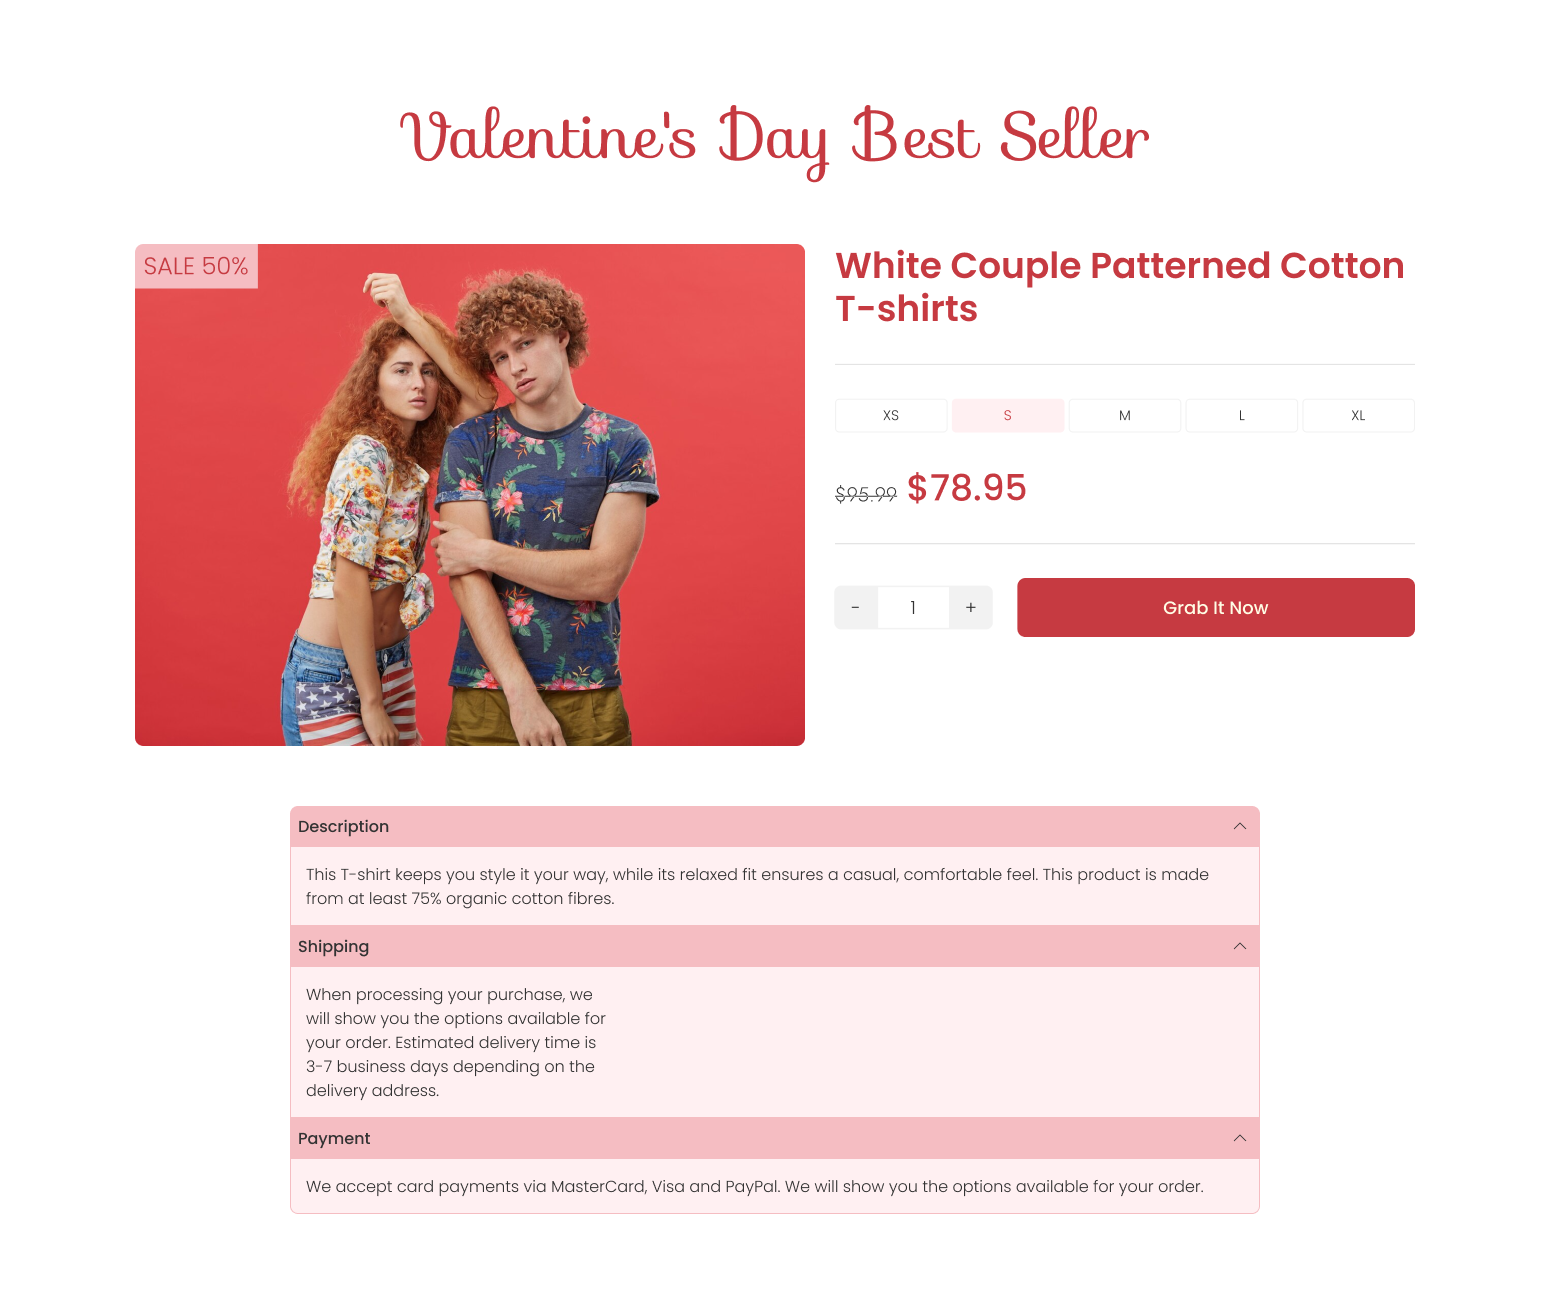 Valentine's Day Best Seller
SALE 50%
White Couple Patterned Cotton
T-shirts
XS
S
M
L
XL
$95.99 $78.95
- 1 +
Grab It Now
Description
This T-shirt keeps you style it your way, while its relaxed fit ensures a casual, comfortable feel. This product is made
from at least 75% organic cotton fibres.
Shipping
When processing your purchase, we
will show you the options available for
your order. Estimated delivery time is
3-7 business days depending on the
delivery address.
Payment
We accept card payments via MasterCard, Visa and PayPal. We will show you the options available for your order.